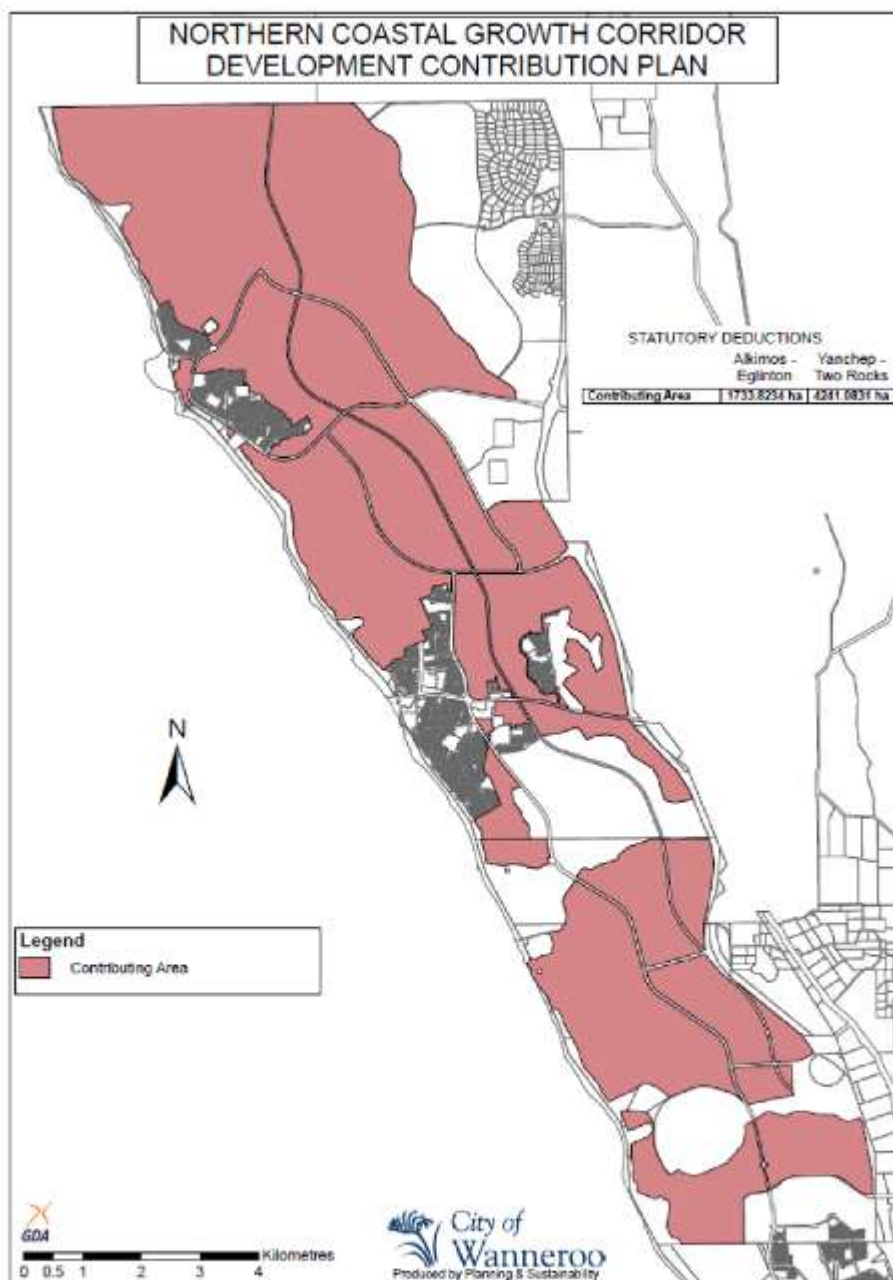 NORTHERN COASTAL GROWTH CORRIDOR
DEVELOPMENT CONTRIBUTION PLAN
STATUTORY DEDUCTIONS
Alkimos - Yanchep -
Eglinton Two Rocks
Contributing Area 1733.8234 ha 4241.0831 ha
N
Legend
Contributing Area
GDA
Kilometres
0 0.5 1 2 3 4
City of
Wanneroo
Produced by Planning & Sustainability